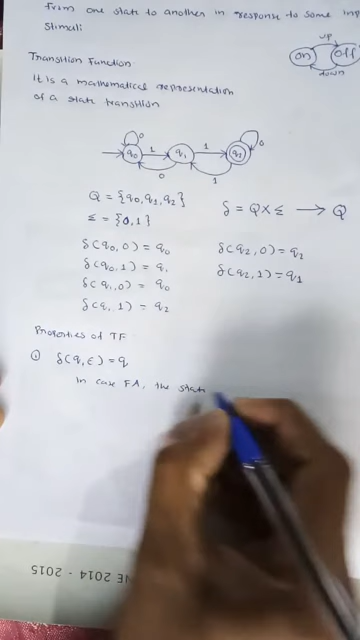 from one state to another in response to some inp
stimuli
up
on off
down
Transition Function
It is a mathematical representation
of a state transition
0 0
q0 1 q1 1 q2
0 1
Q = {q0, q1, q2}
Σ = {0, 1}
δ = Q × Σ → Q
δ(q0, 0) = q0
δ(q0, 1) = q1
δ(q1, 0) = q0
δ(q1, 1) = q2
δ(q2, 0) = q2
δ(q2, 1) = q1
Properties of TF
① δ(q, ε) = q
In case FA, the state
NE 2014 - 2015